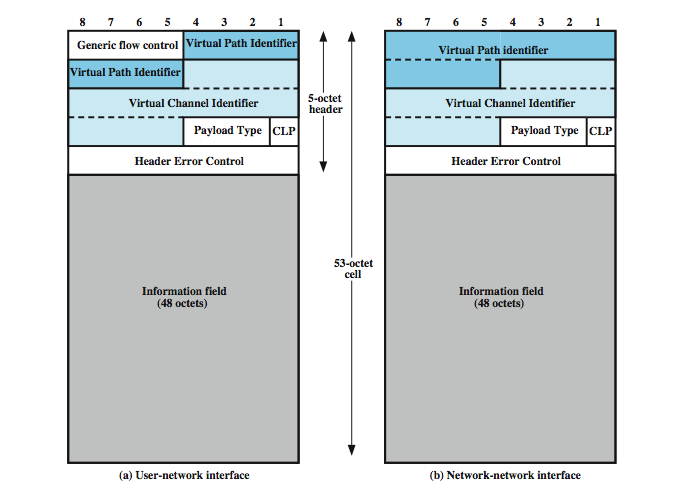 8 7 6 5 4 3 2 1
Generic flow control
Virtual Path Identifier
Virtual Path Identifier
Virtual Channel Identifier
Payload Type
CLP
Header Error Control
Information field
(48 octets)
(a) User-network interface
5-octet
header
53-octet
cell
8 7 6 5 4 3 2 1
Virtual Path identifier
Virtual Channel Identifier
Payload Type
CLP
Header Error Control
Information field
(48 octets)
(b) Network-network interface